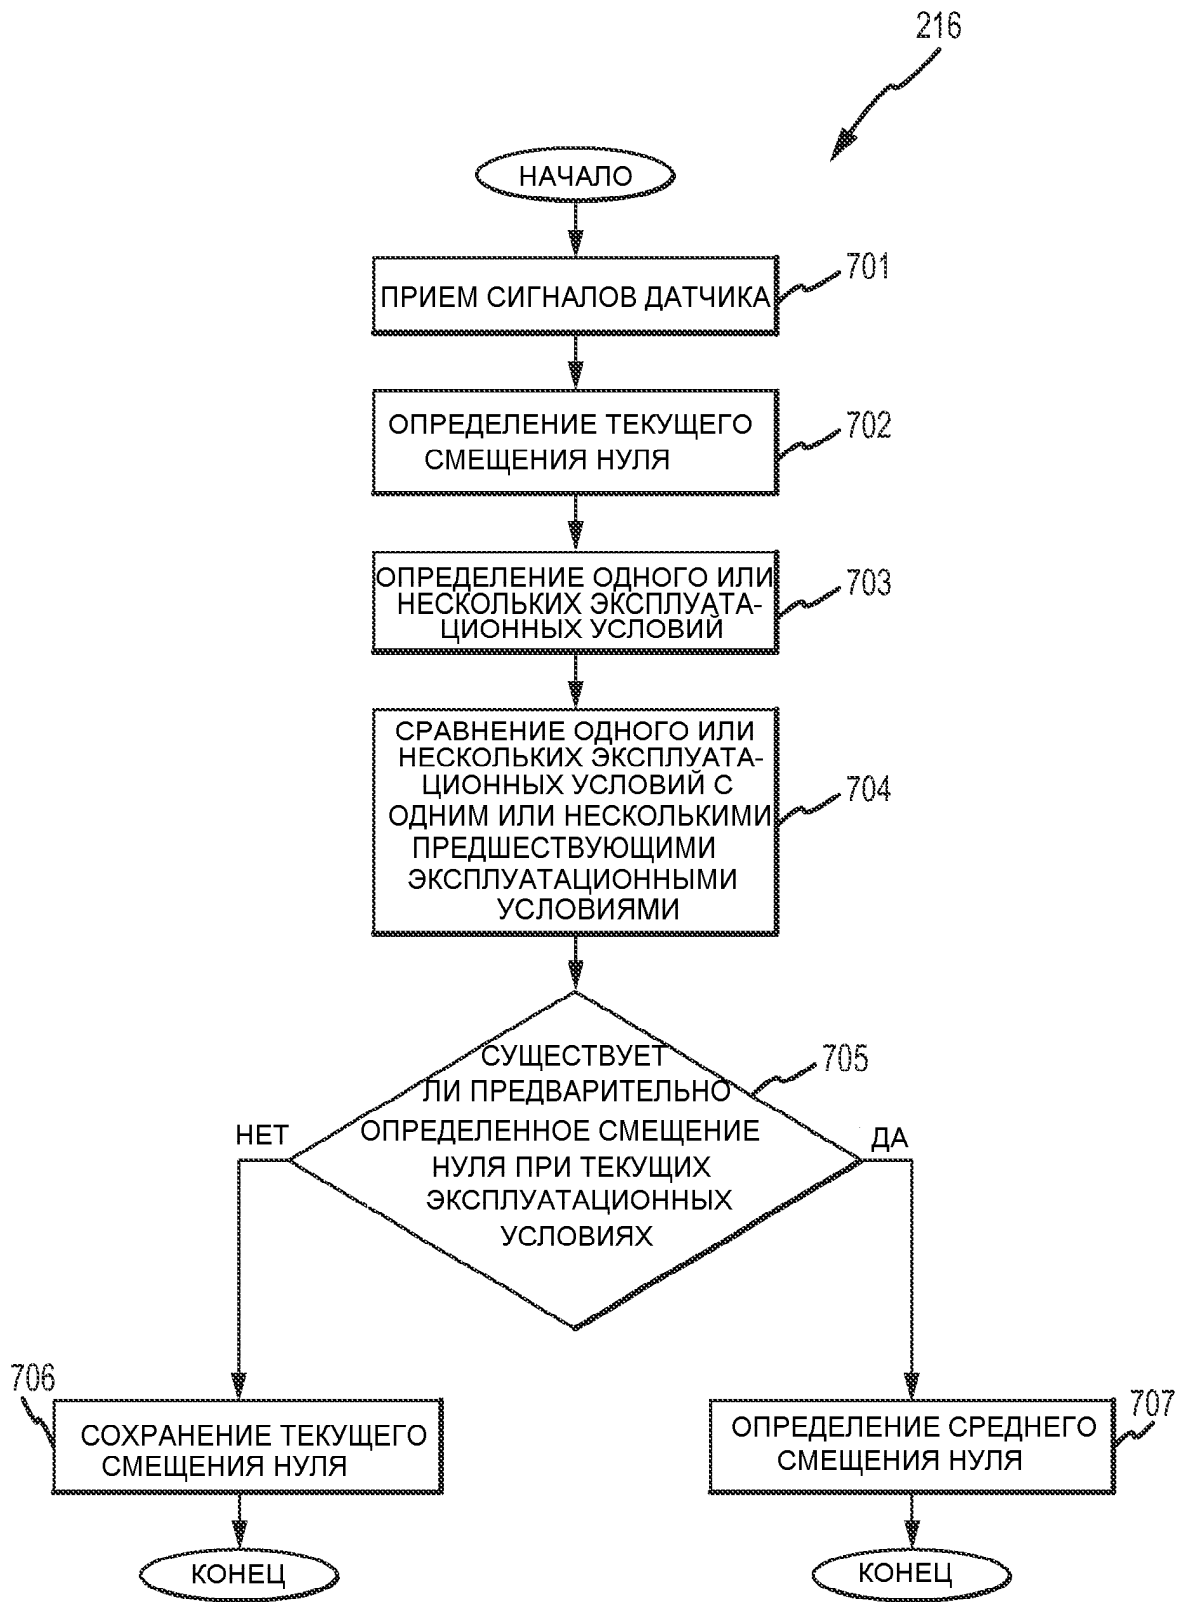 216
НАЧАЛО
701
ПРИЕМ СИГНАЛОВ ДАТЧИКА
ОПРЕДЕЛЕНИЕ ТЕКУЩЕГО
СМЕЩЕНИЯ НУЛЯ
702
ОПРЕДЕЛЕНИЕ ОДНОГО ИЛИ
НЕСКОЛЬКИХ ЭКСПЛУАТА-
ЦИОННЫХ УСЛОВИЙ
703
СРАВНЕНИЕ ОДНОГО ИЛИ
НЕСКОЛЬКИХ ЭКСПЛУАТА-
ЦИОННЫХ УСЛОВИЙ С
ОДНИМ ИЛИ НЕСКОЛЬКИМИ
ПРЕДШЕСТВУЮЩИМИ
ЭКСПЛУАТАЦИОННЫМИ
УСЛОВИЯМИ
704
СУЩЕСТВУЕТ
ЛИ ПРЕДВАРИТЕЛЬНО
ОПРЕДЕЛЕННОЕ СМЕЩЕНИЕ
НУЛЯ ПРИ ТЕКУЩИХ
ЭКСПЛУАТАЦИОННЫХ
УСЛОВИЯХ
705
НЕТ
ДА
706
СОХРАНЕНИЕ ТЕКУЩЕГО
СМЕЩЕНИЯ НУЛЯ
КОНЕЦ
707
ОПРЕДЕЛЕНИЕ СРЕДНЕГО
СМЕЩЕНИЯ НУЛЯ
КОНЕЦ